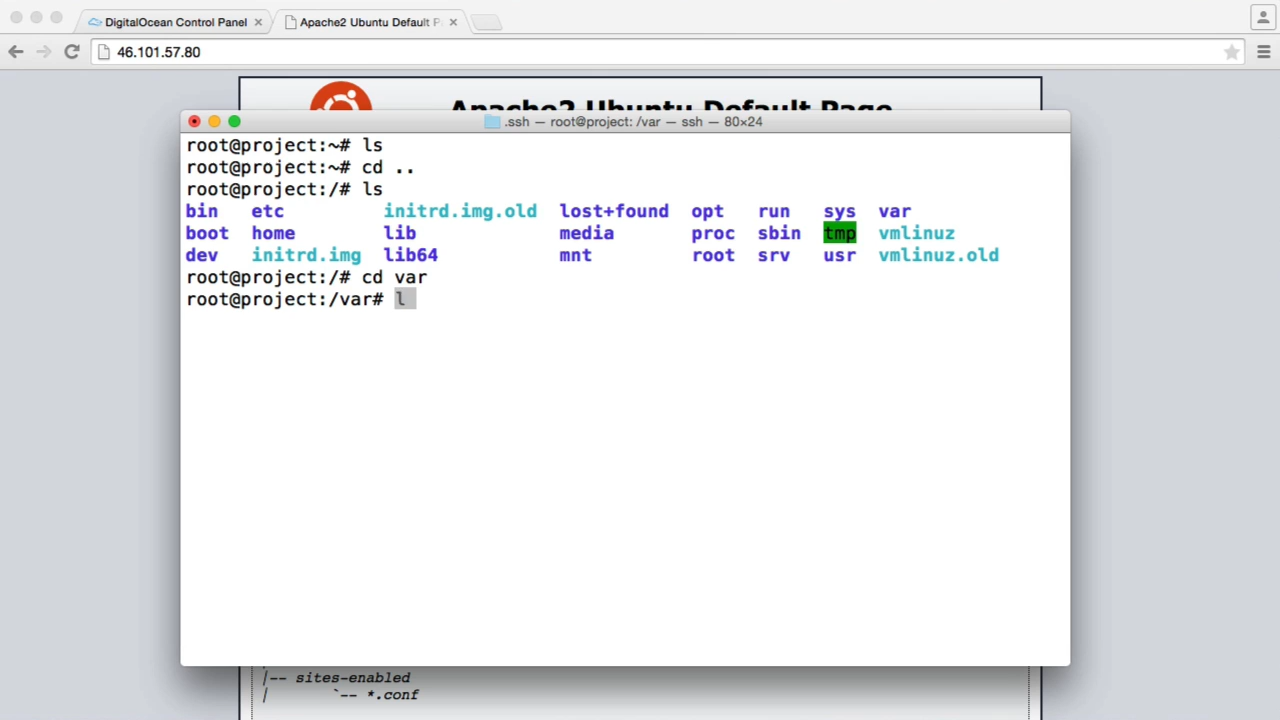 DigitalOcean Control Panel
Apache2 Ubuntu Default P
46.101.57.80
Apache2 Ubuntu Default Page
.ssh — root@project: /var — ssh — 80×24
root@project:~# ls
root@project:~# cd ..
root@project:/# ls
bin etc initrd.img.old lost+found opt run sys var
boot home lib media proc sbin tmp vmlinuz
dev initrd.img lib64 mnt root srv usr vmlinuz.old
root@project:/# cd var
root@project:/var# l
|-- sites-enabled
| `-- *.conf